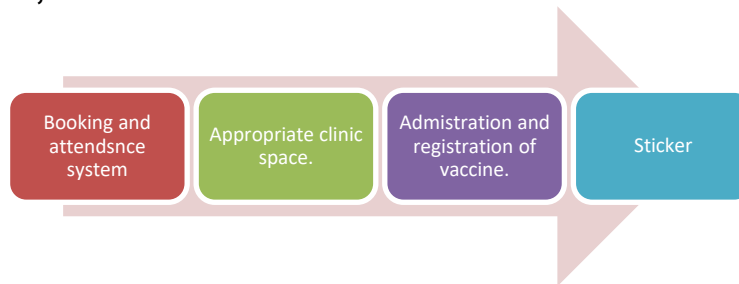 Booking and
attendsnce
system
Appropriate clinic
space.
Admistration and
registration of
vaccine.
Sticker